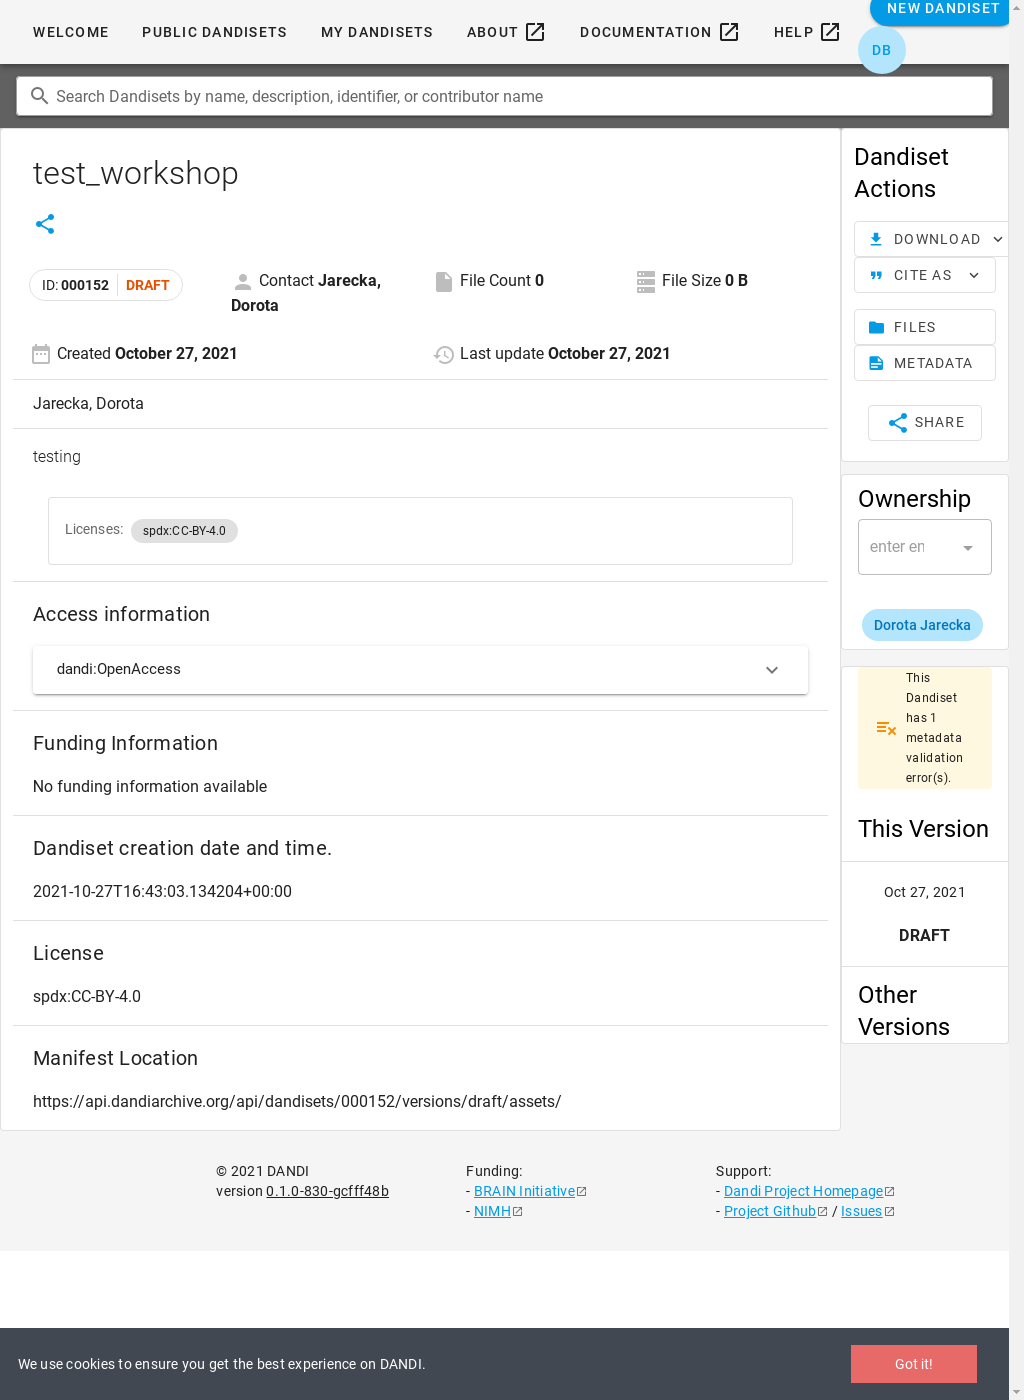 WELCOME PUBLIC DANDISETS MY DANDISETS ABOUT DOCUMENTATION HELP NEW DANDISET
DB
Search Dandisets by name, description, identifier, or contributor name
test_workshop
ID: 000152 DRAFT
Contact Jarecka, Dorota
File Count 0
File Size 0 B
Created October 27, 2021
Last update October 27, 2021
Jarecka, Dorota
testing
Licenses: spdx:CC-BY-4.0
Access information
dandi:OpenAccess
Funding Information
No funding information available
Dandiset creation date and time.
2021-10-27T16:43:03.134204+00:00
License
spdx:CC-BY-4.0
Manifest Location
https://api.dandiarchive.org/api/dandisets/000152/versions/draft/assets/
Dandiset
Actions
DOWNLOAD
CITE AS
FILES
METADATA
SHARE
Ownership
enter en
Dorota Jarecka
This
Dandiset
has 1
metadata
validation
error(s).
This Version
Oct 27, 2021
DRAFT
Other
Versions
© 2021 DANDI
version 0.1.0-830-gcfff48b
Funding:
- BRAIN Initiative
- NIMH
Support:
- Dandi Project Homepage
- Project Github / Issues
We use cookies to ensure you get the best experience on DANDI.
Got it!